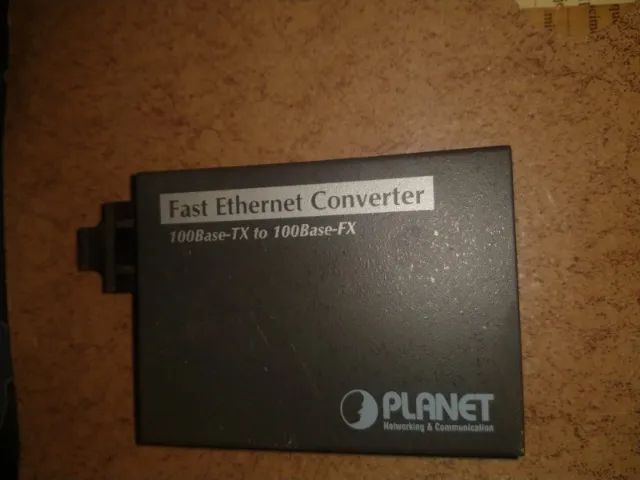 Fast Ethernet Converter
100Base-TX to 100Base-FX
PLANET
Networking & Communication